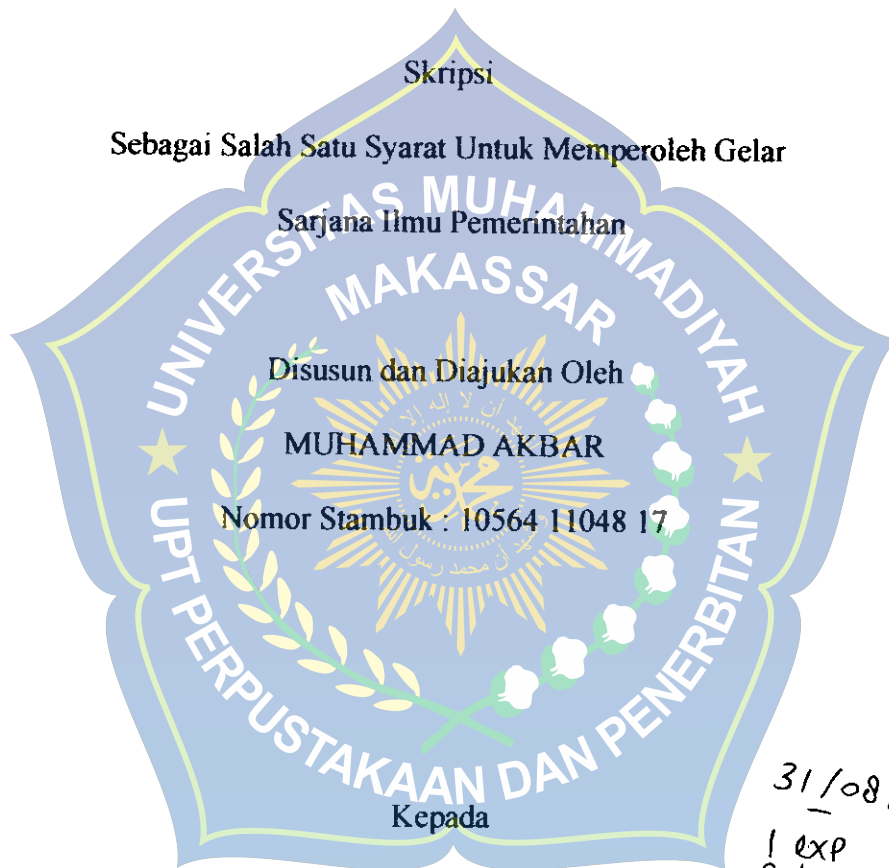 Skripsi
Sebagai Salah Satu Syarat Untuk Memperoleh Gelar
Sarjana Ilmu Pemerintahan
UNIVERSITAS MUHAMMADIYAH
MAKASSAR
Disusun dan Diajukan Oleh
MUHAMMAD AKBAR
Nomor Stambuk : 10564 11048 17
UPT PERPUSTAKAAN DAN PENERBITAN
Kepada
31/08
1 exp